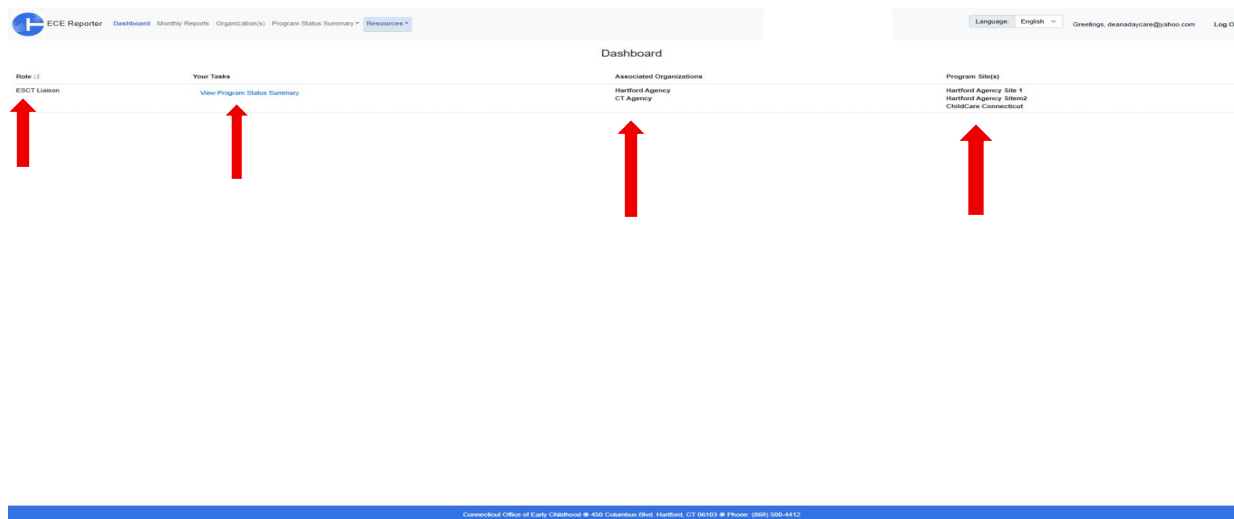 ECE Reporter Dashboard Monthly Reports Organization(s) Program Status Summary Resources Language: English Greetings, deanadaycare@yahoo.com Log O
Dashboard
Role Your Tasks Associated Organizations Program Site(s)
ESCT Liaison View Program Status Summary Hartford Agency Hartford Agency Site 1
CT Agency Hartford Agency Sitem2
ChildCare Connecticut
Connecticut Office of Early Childhood 450 Columbus Blvd. Hartford, CT 06103 Phone: (860) 500-4412